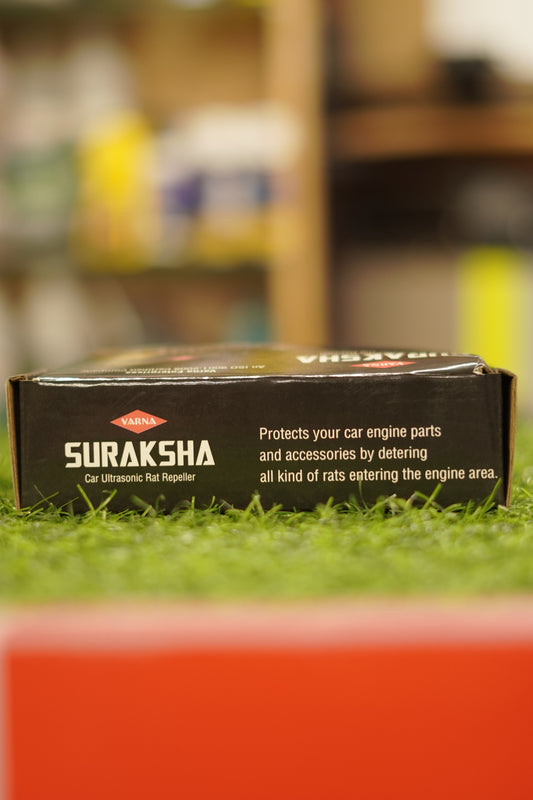 VARNA
SURAKSHA
Car Ultrasonic Rat Repeller
Protects your car engine parts
and accessories by detering
all kind of rats entering the engine area.
SURAKSHA
VARNA